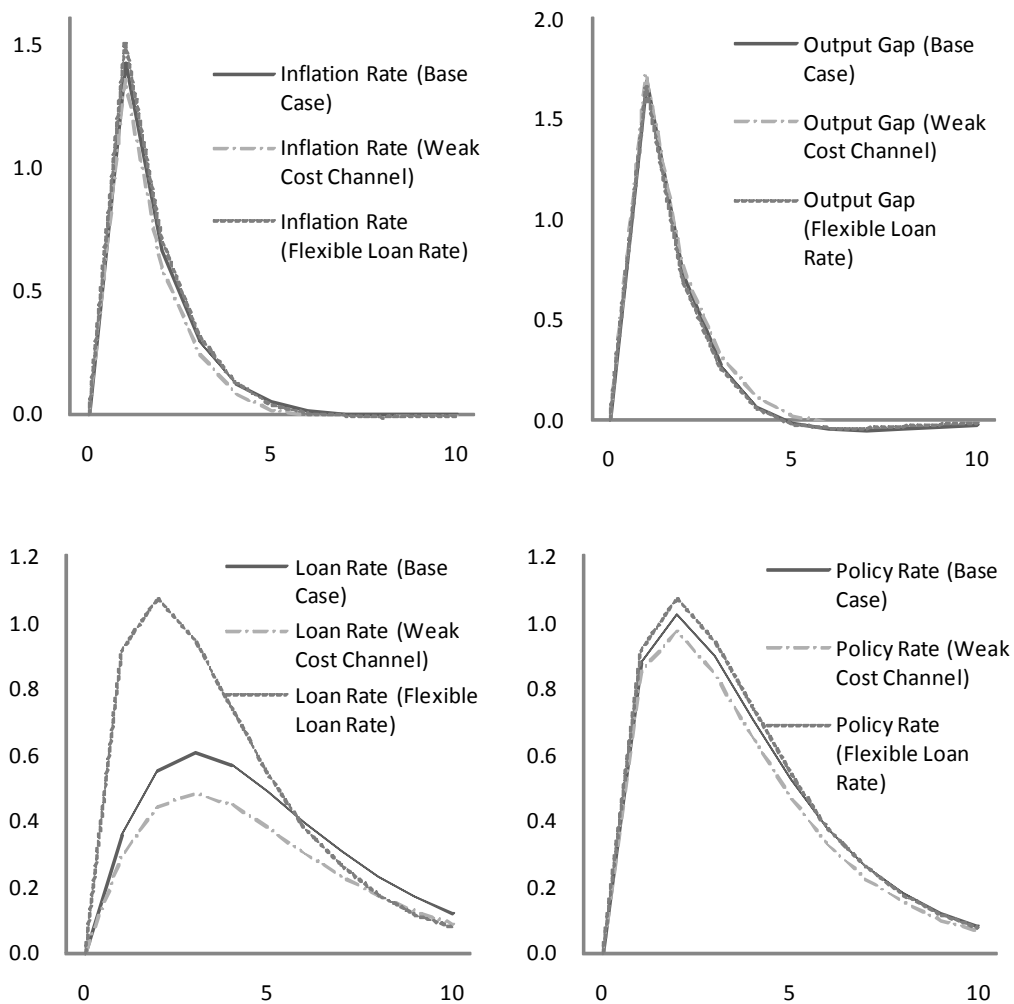 1.5
1.0
0.5
0.0
0
5
10
Inflation Rate (Base
Case)
Inflation Rate (Weak
Cost Channel)
Inflation Rate
(Flexible Loan Rate)
2.0
1.5
1.0
0.5
0.0
0
5
10
Output Gap (Base
Case)
Output Gap (Weak
Cost Channel)
Output Gap
(Flexible Loan
Rate)
1.2
1.0
0.8
0.6
0.4
0.2
0.0
0
5
10
Loan Rate (Base
Case)
Loan Rate (Weak
Cost Channel)
Loan Rate (Flexible
Loan Rate)
1.2
1.0
0.8
0.6
0.4
0.2
0.0
0
5
10
Policy Rate (Base
Case)
Policy Rate (Weak
Cost Channel)
Policy Rate
(Flexible Loan
Rate)